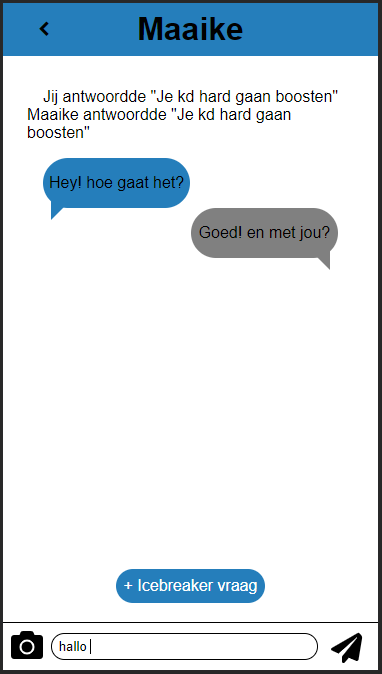 Maaike
Jij antwoordde "Je kd hard gaan boosten"
Maaike antwoordde "Je kd hard gaan
boosten"
Hey! hoe gaat het?
Goed! en met jou?
+ Icebreaker vraag
hallo